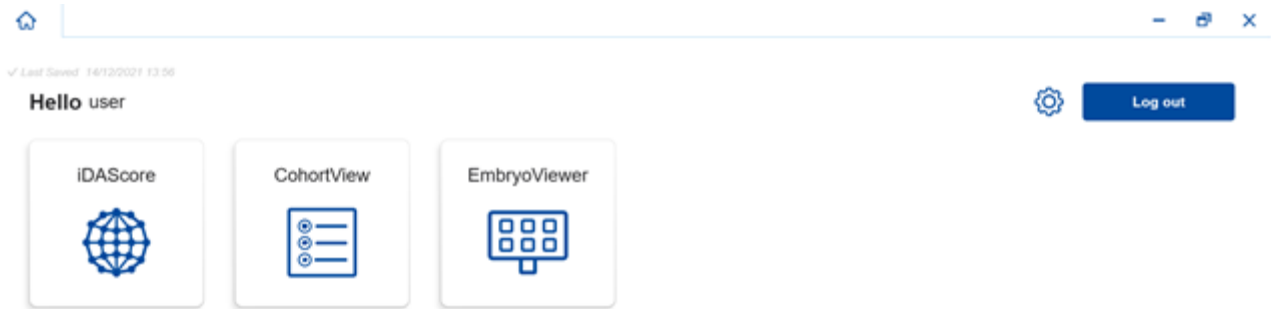 ✓ Last Saved 14/12/2021 13:56
Hello user
Log out
iDAScore
CohortView
EmbryoViewer